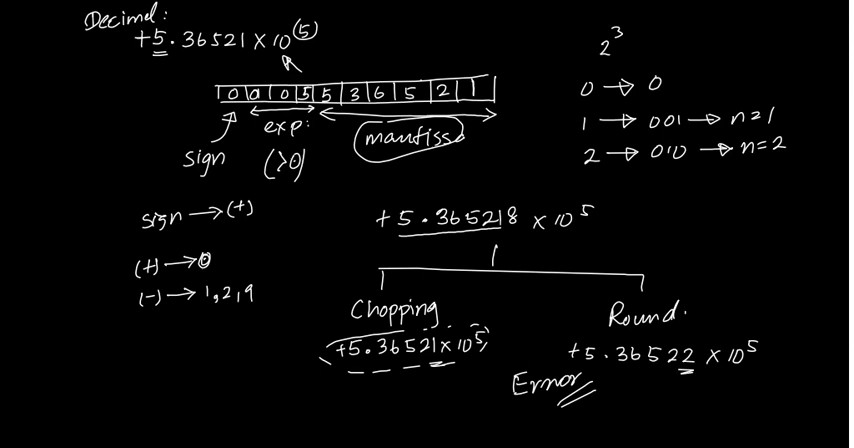 Decimal:
+5.36521 × 10^(5)
0 0 0 5 5 3 6 5 2 1
sign
exp:
(>0)
mantissa
2^3
0 → 0
1 → 001 → n=1
2 → 010 → n=2
sign → (+)
(+) → 0
(-) → 1,2,9
+5.365218 × 10^5
Chopping
+5.36521 × 10^5
Round.
+5.36522 × 10^5
Error